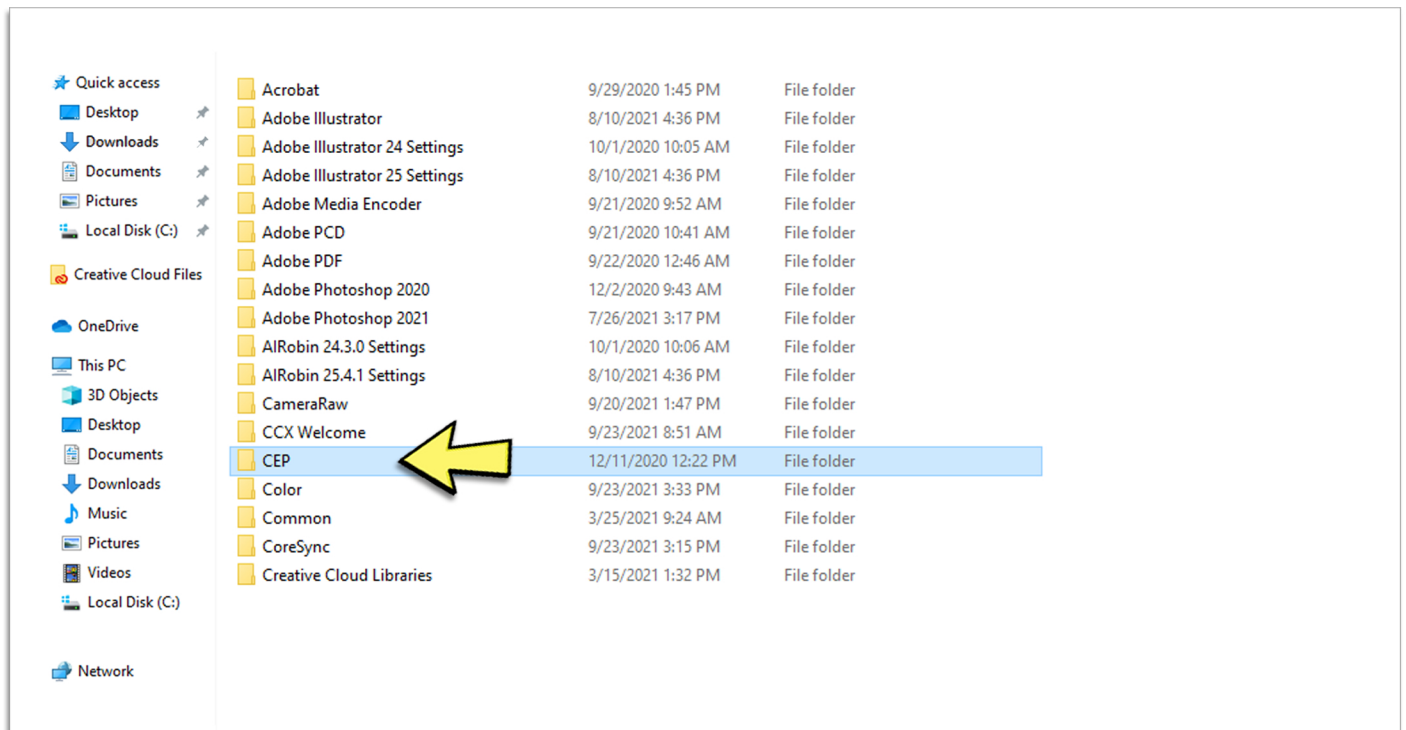 Quick access
Desktop
Downloads
Documents
Pictures
Local Disk (C:)
Creative Cloud Files
OneDrive
This PC
3D Objects
Desktop
Documents
Downloads
Music
Pictures
Videos
Local Disk (C:)
Network
Acrobat 9/29/2020 1:45 PM File folder
Adobe Illustrator 8/10/2021 4:36 PM File folder
Adobe Illustrator 24 Settings 10/1/2020 10:05 AM File folder
Adobe Illustrator 25 Settings 8/10/2021 4:36 PM File folder
Adobe Media Encoder 9/21/2020 9:52 AM File folder
Adobe PCD 9/21/2020 10:41 AM File folder
Adobe PDF 9/22/2020 12:46 AM File folder
Adobe Photoshop 2020 12/2/2020 9:43 AM File folder
Adobe Photoshop 2021 7/26/2021 3:17 PM File folder
AIRobin 24.3.0 Settings 10/1/2020 10:06 AM File folder
AIRobin 25.4.1 Settings 8/10/2021 4:36 PM File folder
CameraRaw 9/20/2021 1:47 PM File folder
CCX Welcome 9/23/2021 8:51 AM File folder
CEP 12/11/2020 12:22 PM File folder
Color 9/23/2021 3:33 PM File folder
Common 3/25/2021 9:24 AM File folder
CoreSync 9/23/2021 3:15 PM File folder
Creative Cloud Libraries 3/15/2021 1:32 PM File folder